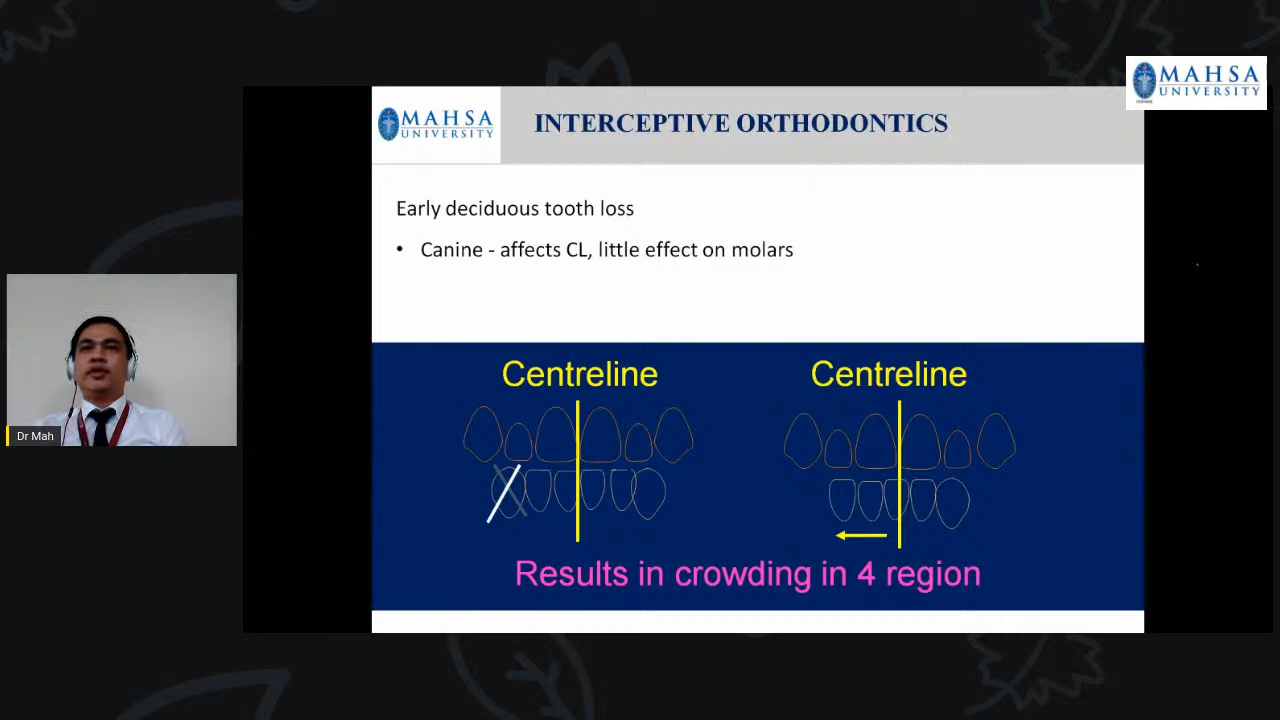 MAHSA
UNIVERSITY
MAHSA
UNIVERSITY
INTERCEPTIVE ORTHODONTICS
Early deciduous tooth loss
• Canine - affects CL, little effect on molars
Centreline
Centreline
Results in crowding in 4 region
Dr Mah